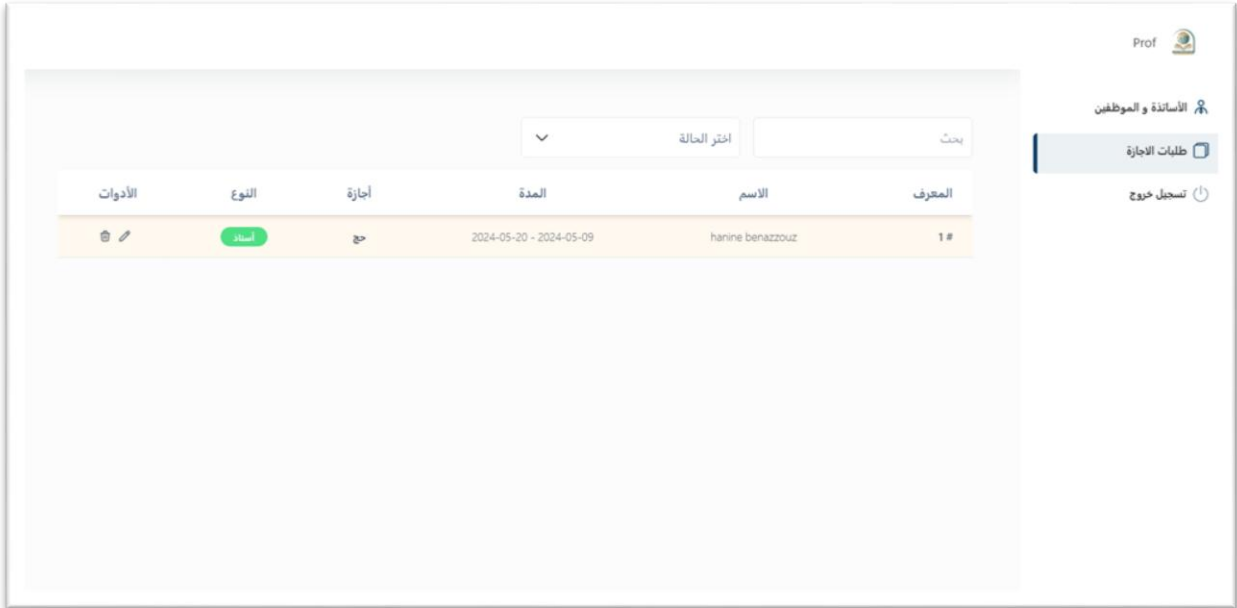 Prof
الأساتذة و الموظفين
طلبات الاجازة
تسجيل خروج
بحث
اختر الحالة
المعرف الاسم المدة أجازة النوع الأدوات
1 # hanine benazzouz 2024-05-20 - 2024-05-09 حج أستاذ